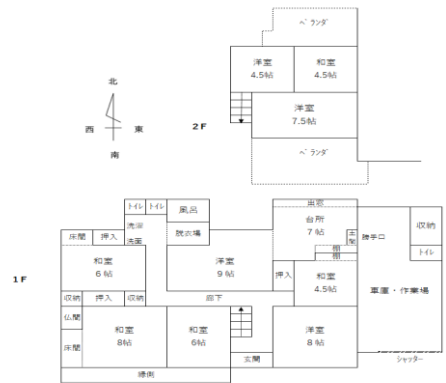 ベランダ
洋室
4.5帖
和室
4.5帖
洋室
7.5帖
ベランダ
2F
北
西 東
南
1F
トイレ
トイレ
風呂
洗濯
洗面
脱衣場
床間
押入
和室
6帖
洋室
9帖
出窓
台所
7帖
棚
棚
勝手口
収納
トイレ
押入
和室
4.5帖
車庫・作業場
収納
押入
収納
廊下
仏間
床間
和室
8帖
和室
6帖
洋室
8帖
玄関
縁側
シャッター